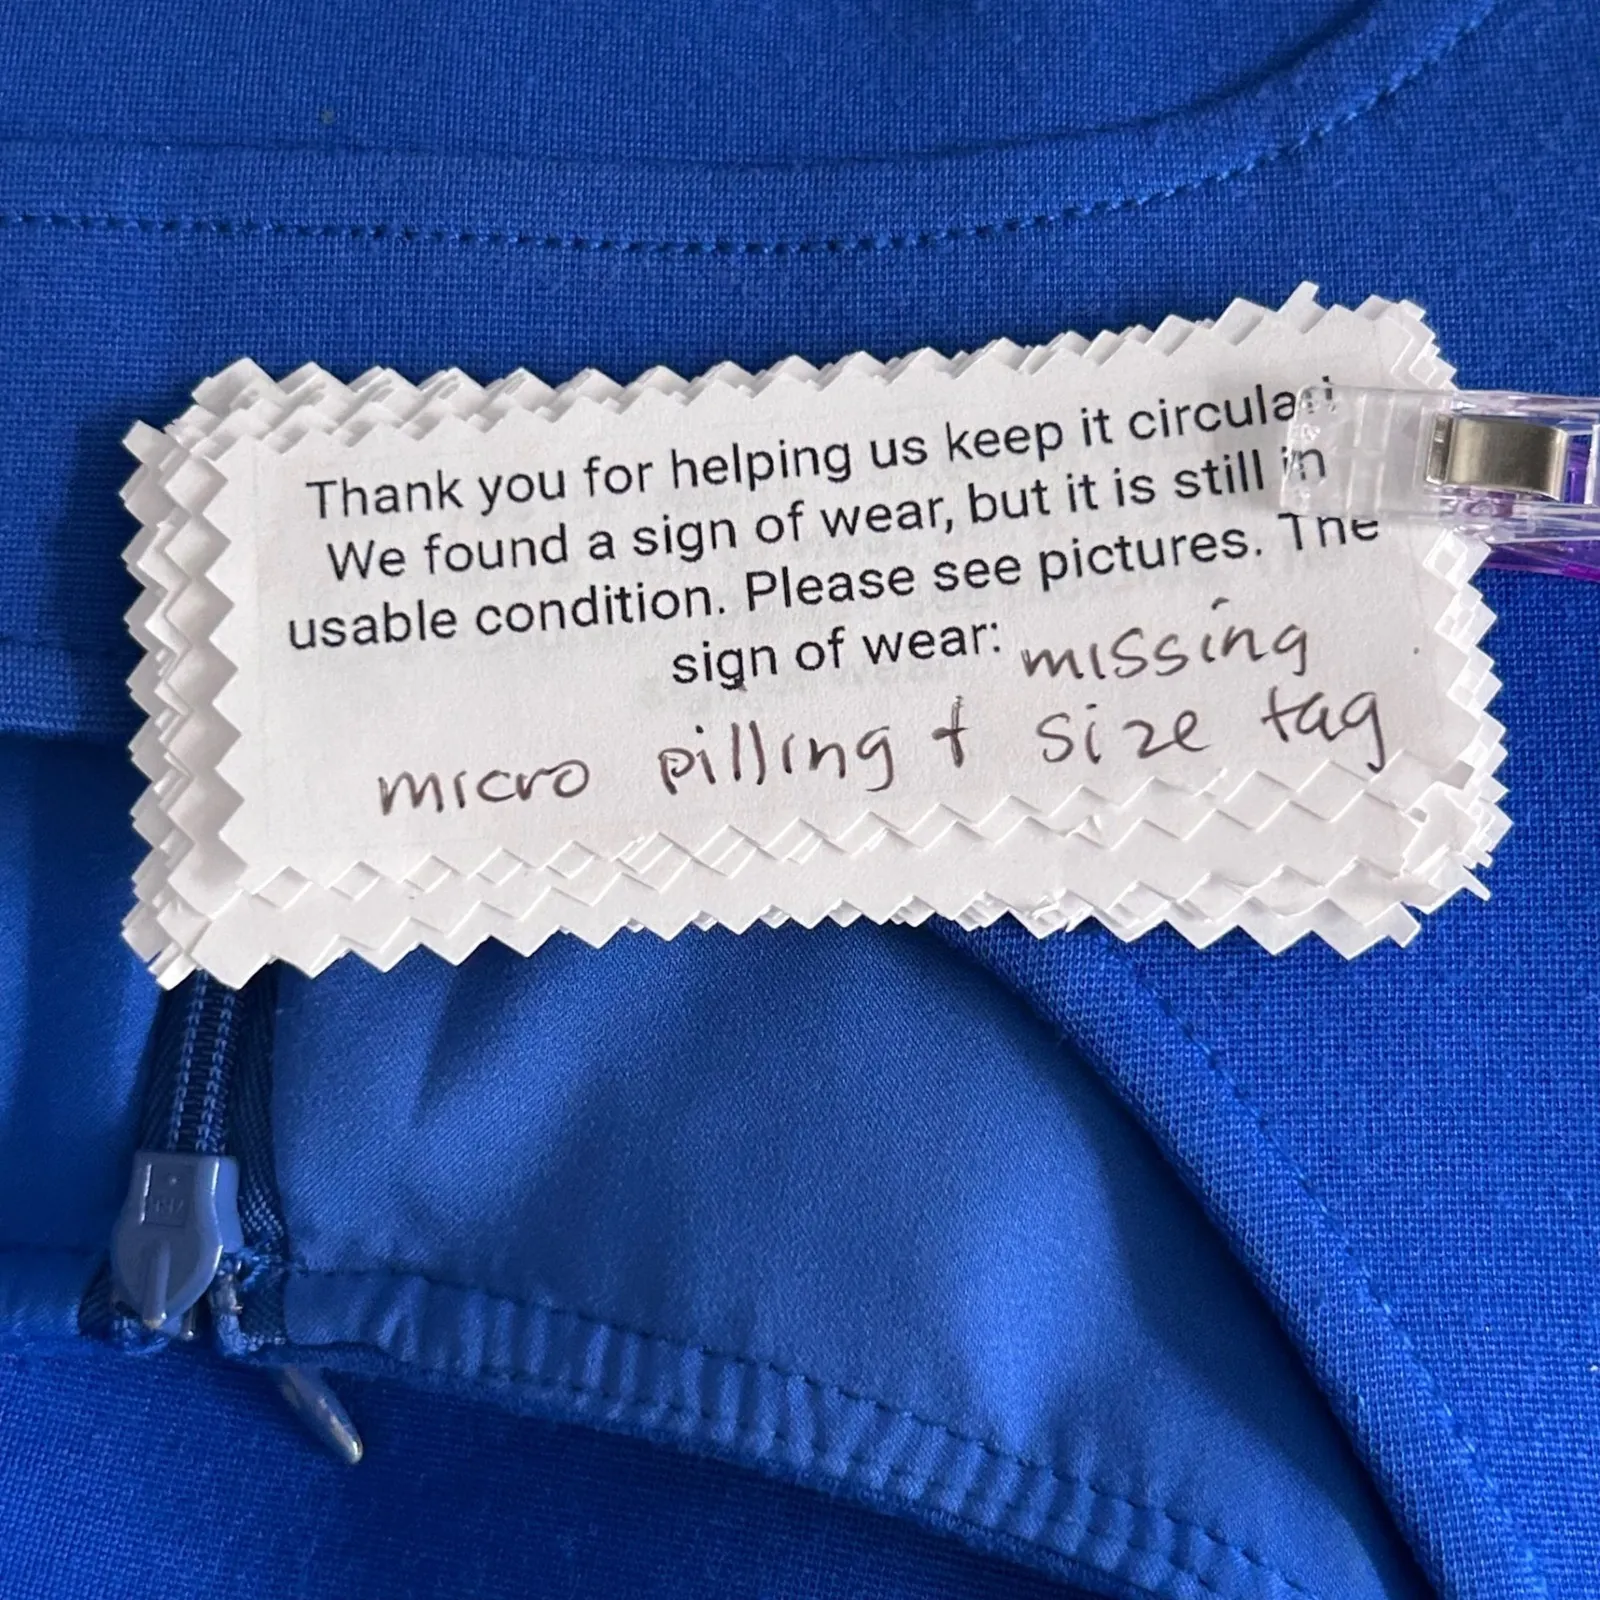 Thank you for helping us keep it circular!
We found a sign of wear, but it is still in
usable condition. Please see pictures. The
sign of wear: missing
micro pilling + size tag